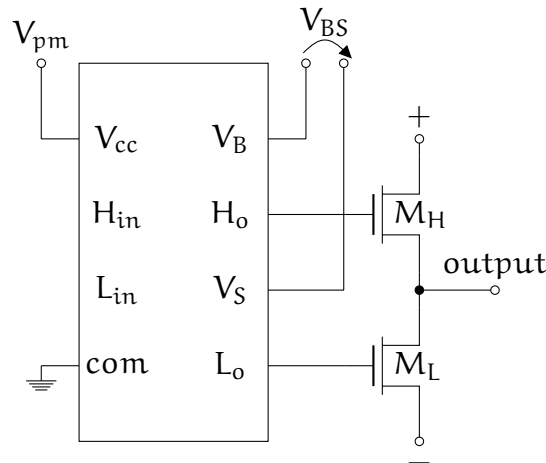 V_BS
V_pm
+
V_cc V_B
H_in H_o M_H
output
L_in V_S
com L_o M_L
−